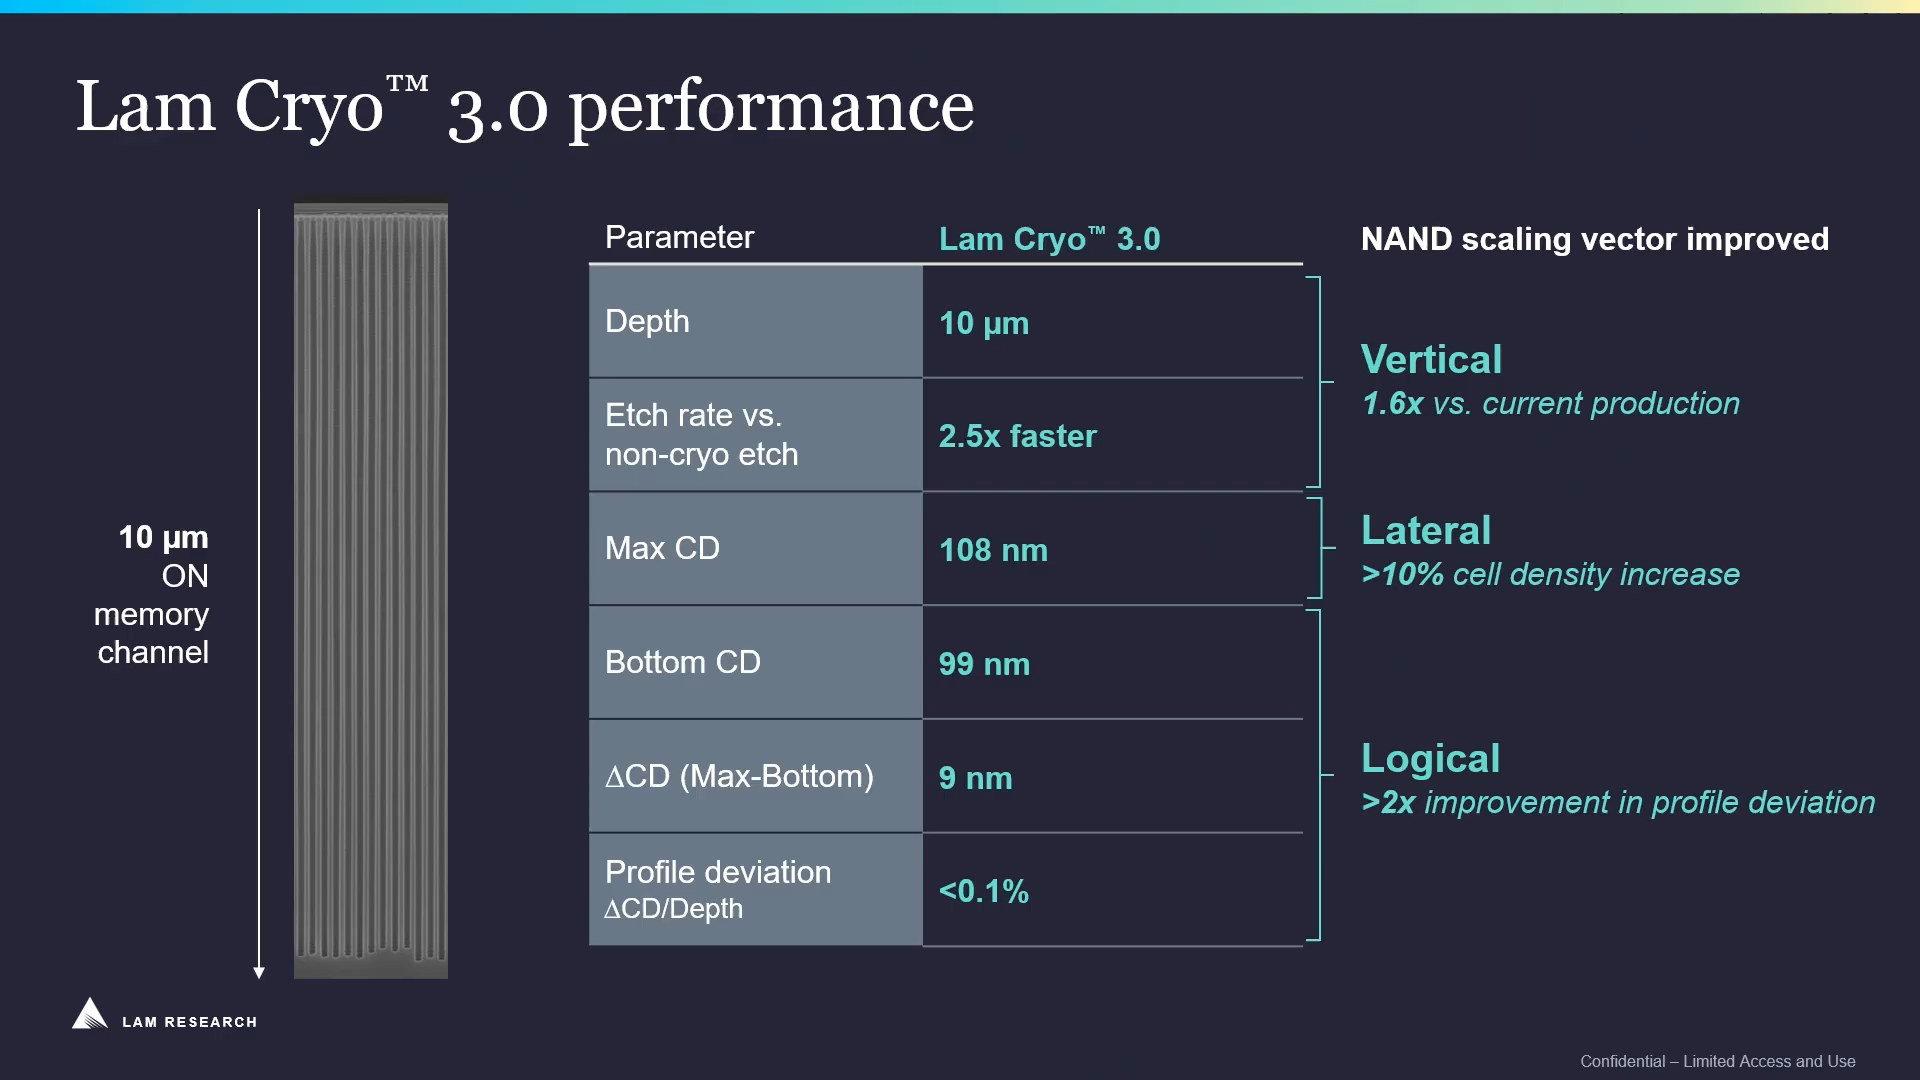 Lam Cryo™ 3.0 performance
10 µm
ON
memory
channel
Parameter
Lam Cryo™ 3.0
NAND scaling vector improved
Depth
10 µm
Etch rate vs.
non-cryo etch
2.5x faster
Vertical
1.6x vs. current production
Max CD
108 nm
Lateral
>10% cell density increase
Bottom CD
99 nm
ΔCD (Max-Bottom)
9 nm
Profile deviation
ΔCD/Depth
<0.1%
Logical
>2x improvement in profile deviation
LAM RESEARCH
Confidential – Limited Access and Use